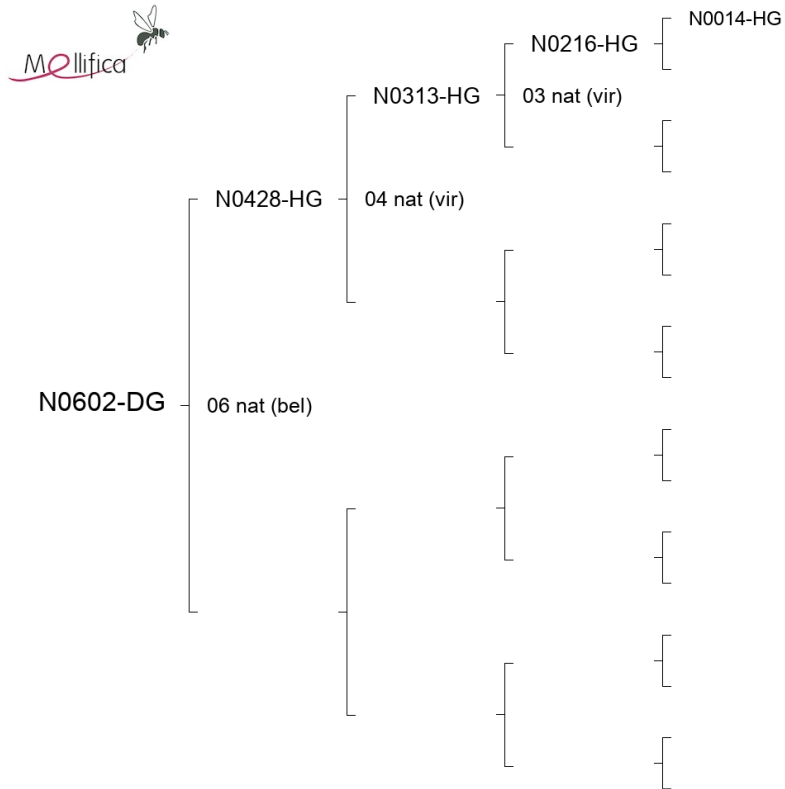 Mellifica
N0014-HG
N0216-HG
N0313-HG
03 nat (vir)
N0428-HG
04 nat (vir)
N0602-DG
06 nat (bel)